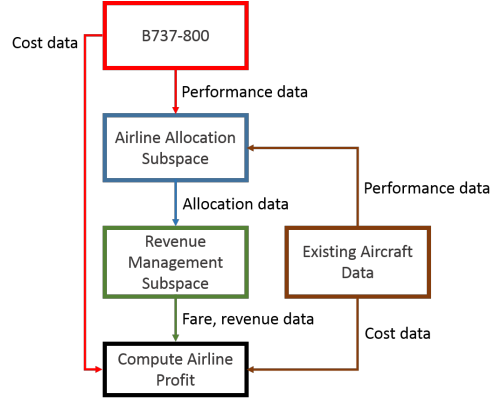 B737-800
Cost data
Performance data
Airline Allocation
Subspace
Performance data
Allocation data
Revenue
Management
Subspace
Existing Aircraft
Data
Fare, revenue data
Cost data
Compute Airline
Profit